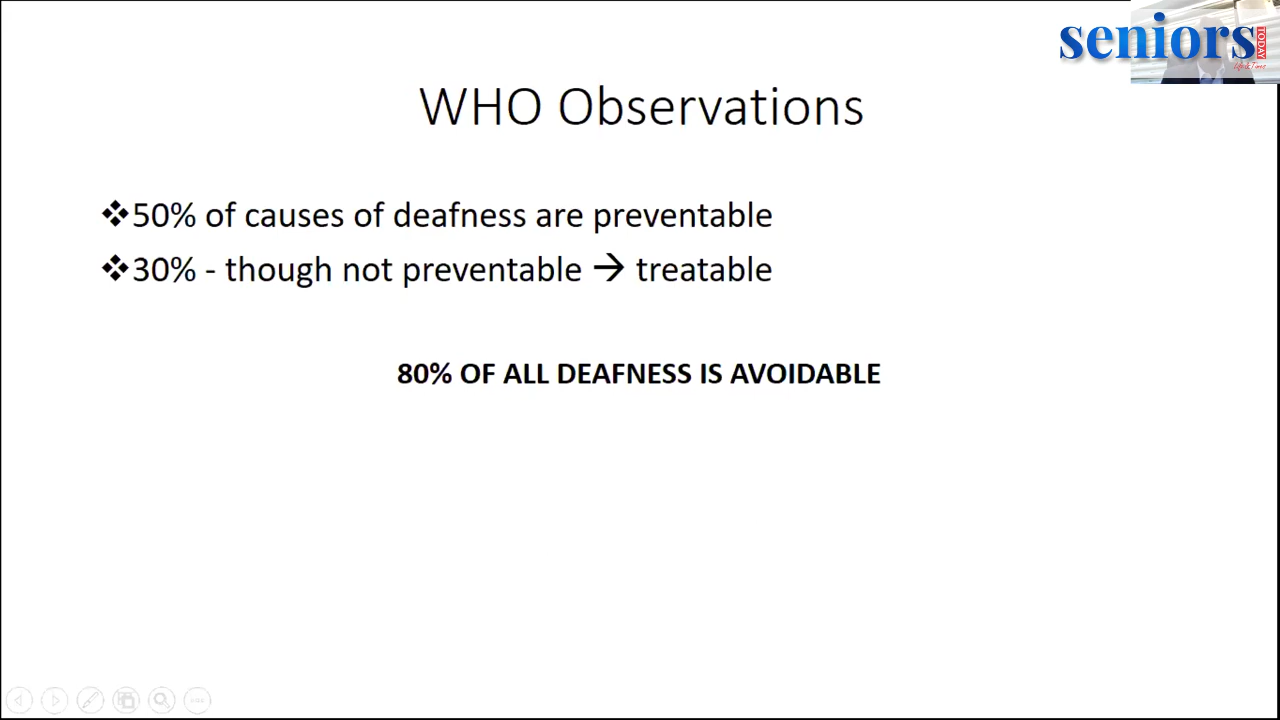 seniors
TODAY
WHO Observations
❖50% of causes of deafness are preventable
❖30% - though not preventable → treatable
80% OF ALL DEAFNESS IS AVOIDABLE